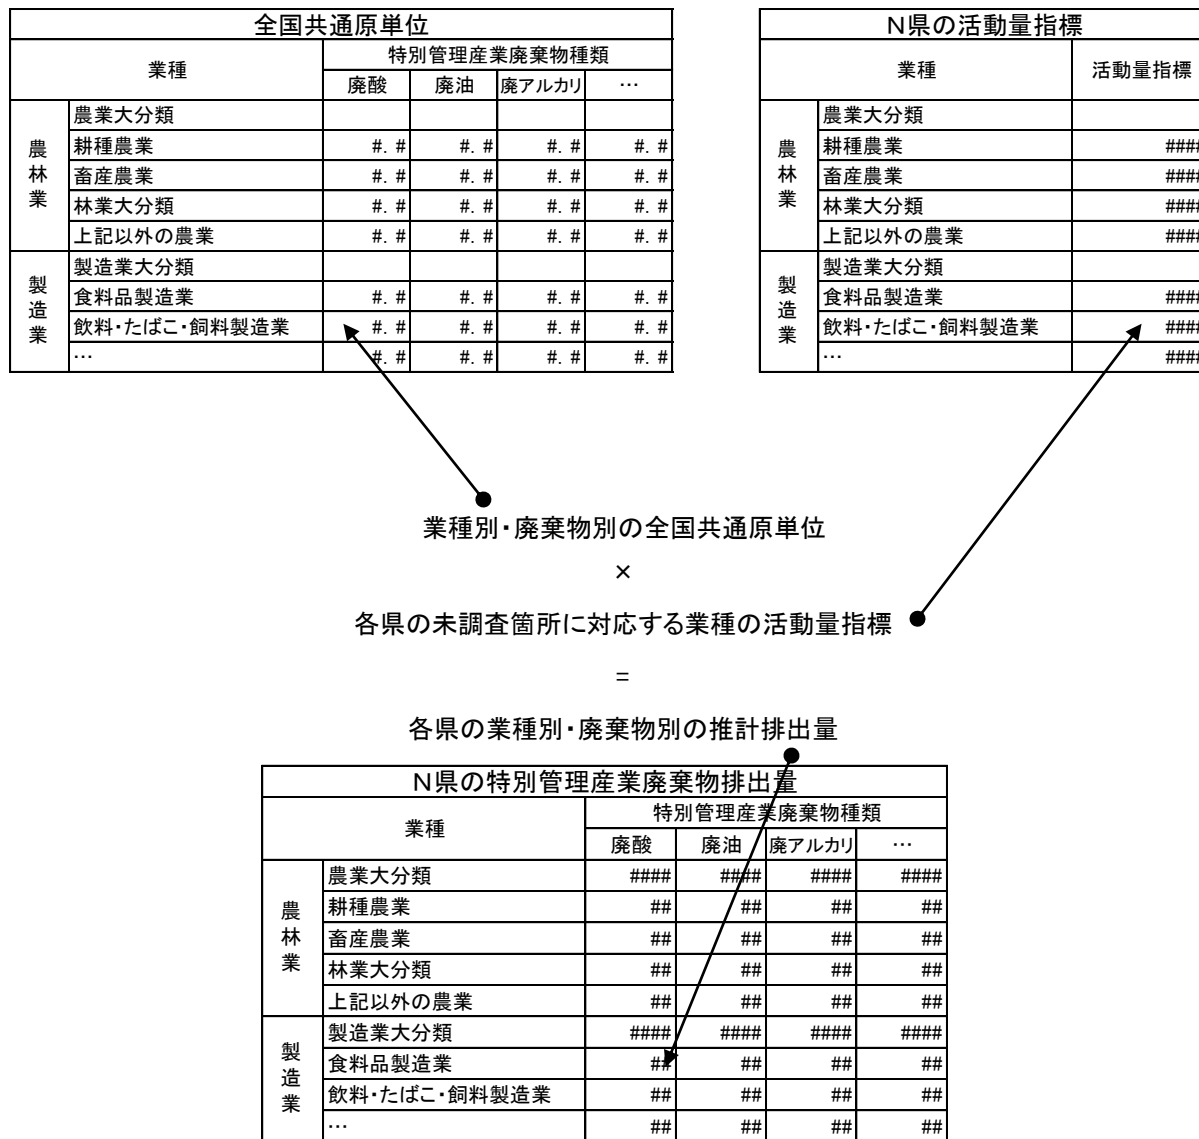 全国共通原単位
業種 特別管理産業廃棄物種類
廃酸 廃油 廃アルカリ …
農林業
農業大分類
耕種農業 #.# #.# #.# #.#
畜産農業 #.# #.# #.# #.#
林業大分類 #.# #.# #.# #.#
上記以外の農業 #.# #.# #.# #.#
製造業
製造業大分類
食料品製造業 #.# #.# #.# #.#
飲料・たばこ・飼料製造業 #.# #.# #.# #.#
… #.# #.# #.# #.#
N県の活動量指標
業種 活動量指標
農林業
農業大分類
耕種農業 ####
畜産農業 ####
林業大分類 ####
上記以外の農業 ####
製造業
製造業大分類
食料品製造業 ####
飲料・たばこ・飼料製造業 ####
… ####
業種別・廃棄物別の全国共通原単位
×
各県の未調査箇所に対応する業種の活動量指標
=
各県の業種別・廃棄物別の推計排出量
N県の特別管理産業廃棄物排出量
業種 特別管理産業廃棄物種類
廃酸 廃油 廃アルカリ …
農林業
農業大分類 #### #### #### ####
耕種農業 ## ## ## ##
畜産農業 ## ## ## ##
林業大分類 ## ## ## ##
上記以外の農業 ## ## ## ##
製造業
製造業大分類 #### #### #### ####
食料品製造業 ## ## ## ##
飲料・たばこ・飼料製造業 ## ## ## ##
… ## ## ## ##